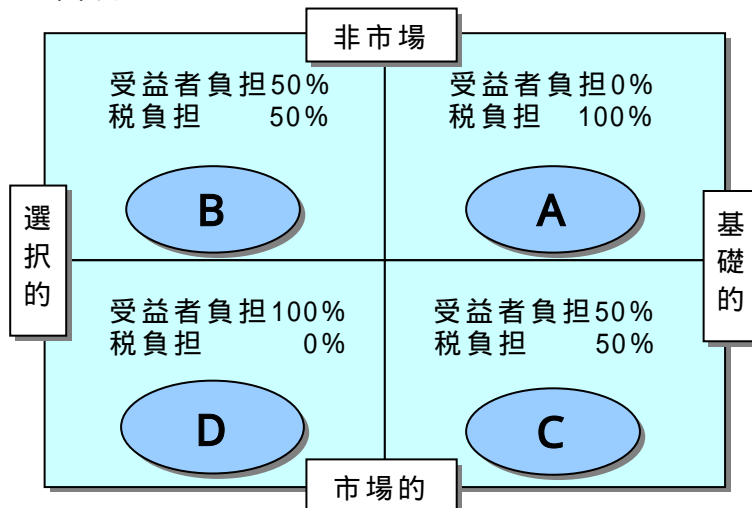 非市場
受益者負担50%
税負担 50%
B
受益者負担0%
税負担 100%
A
選択的
基礎的
受益者負担100%
税負担 0%
D
受益者負担50%
税負担 50%
C
市場的